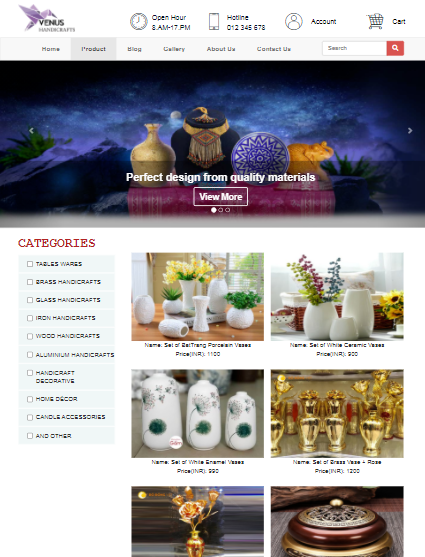 VENUS
HANDICRAFTS
Open Hour
8.AM-17.PM
Hotline
012 345 678
Account
Cart
Home
Product
Blog
Gallery
About Us
Contact Us
Search
Perfect design from quality materials
View More
CATEGORIES
TABLES WARES
BRASS HANDICRAFTS
GLASS HANDICRAFTS
IRON HANDICRAFTS
WOOD HANDICRAFTS
ALUMINIUM HANDICRAFTS
HANDICRAFT
DECORATIVE
HOME DÉCOR
CANDLE ACCESSORIES
AND OTHER
Name: Set of BatTrang Porcelain Vases
Price(INR): 1100
Name: Set of White Ceramic Vases
Price(INR): 900
Name: Set of White Enamel Vases
Price(INR): 990
Name: Set of Brass Vase + Rose
Price(INR): 1200